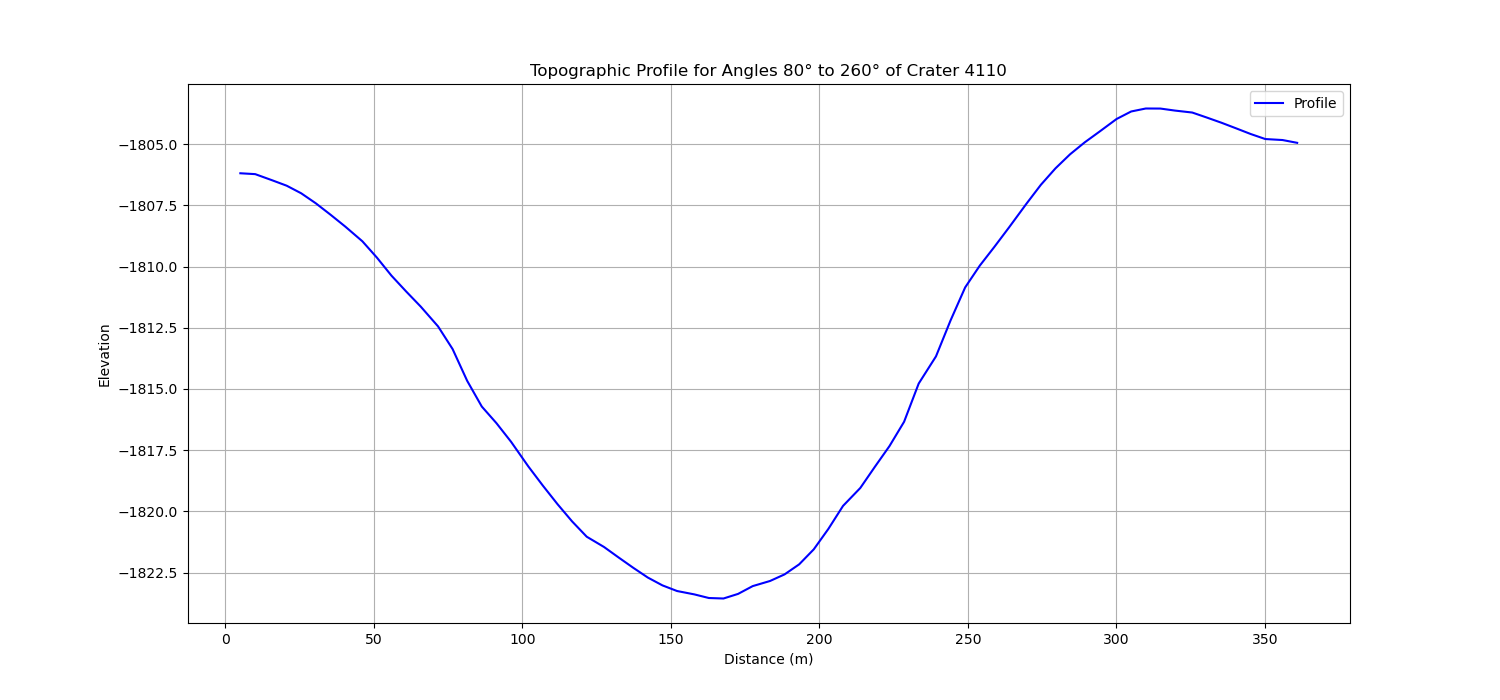 Topographic Profile for Angles 80° to 260° of Crater 4110
Profile
−1805.0
−1807.5
−1810.0
−1812.5
−1815.0
−1817.5
−1820.0
−1822.5
Elevation
0 50 100 150 200 250 300 350
Distance (m)